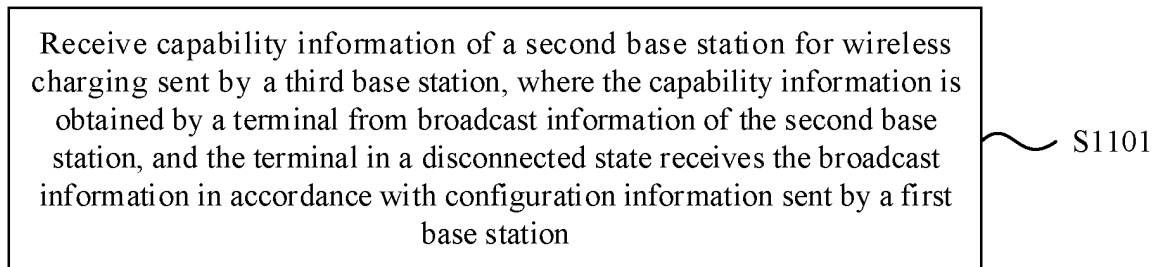 Receive capability information of a second base station for wireless
charging sent by a third base station, where the capability information is
obtained by a terminal from broadcast information of the second base
station, and the terminal in a disconnected state receives the broadcast
information in accordance with configuration information sent by a first
base station
S1101